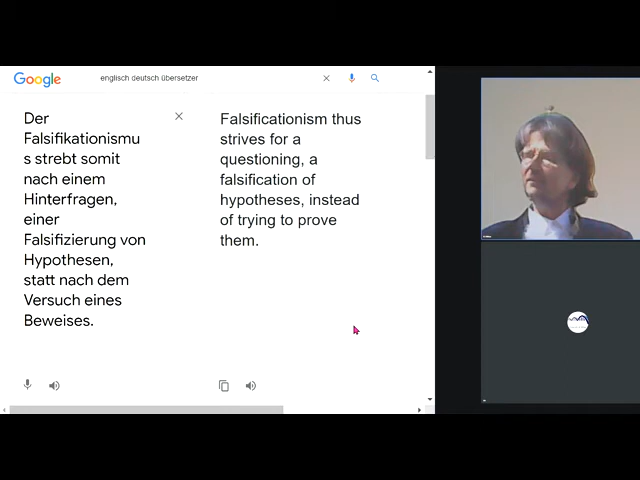 Google
englisch deutsch übersetzer
Der
Falsifikationismu
s strebt somit
nach einem
Hinterfragen,
einer
Falsifizierung von
Hypothesen,
statt nach dem
Versuch eines
Beweises.
Falsificationism thus
strives for a
questioning, a
falsification of
hypotheses, instead
of trying to prove
them.